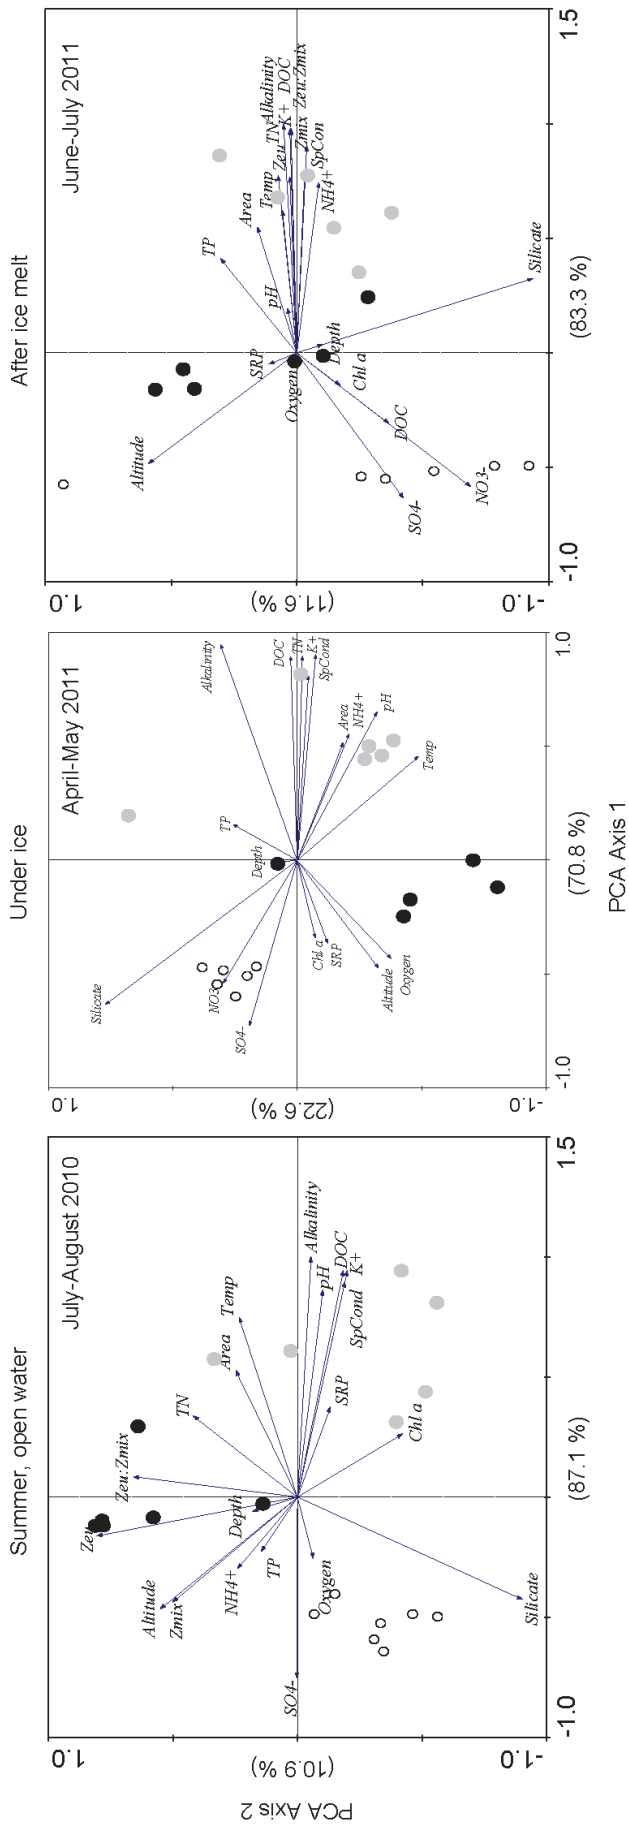 Summer, open water
July-August 2010
1.0
PCA Axis 2
(10.9 %)
-1.0
-1.0
(87.1 %)
1.5
Zeu
Zeu:Zmix
TN
Area
Temp
Altitude
Zmix
NH4+
Depth
TP
SO4-
Oxygen
Alkalinity
pH
DOC
K+
SpCond
SRP
Chl a
Silicate
Under ice
April-May 2011
1.0
(22.6 %)
-1.0
-1.0
(70.8 %)
1.0
PCA Axis 1
Silicate
NO3-
SO4-
TP
Depth
Alkalinity
DOC
TN
K+
SpCond
Area
NH4+
pH
Temp
Chl a
SRP
Altitude
Oxygen
After ice melt
June-July 2011
1.0
(11.6 %)
-1.0
-1.0
(83.3 %)
1.5
Altitude
SRP
Oxygen
pH
TP
Area
Temp
Zeu
TN
Alkalinity
K+
DOC
Zmix
Zeu:Zmix
SpCon
NH4+
Depth
Chl a
DOC
NO3-
SO4-
Silicate